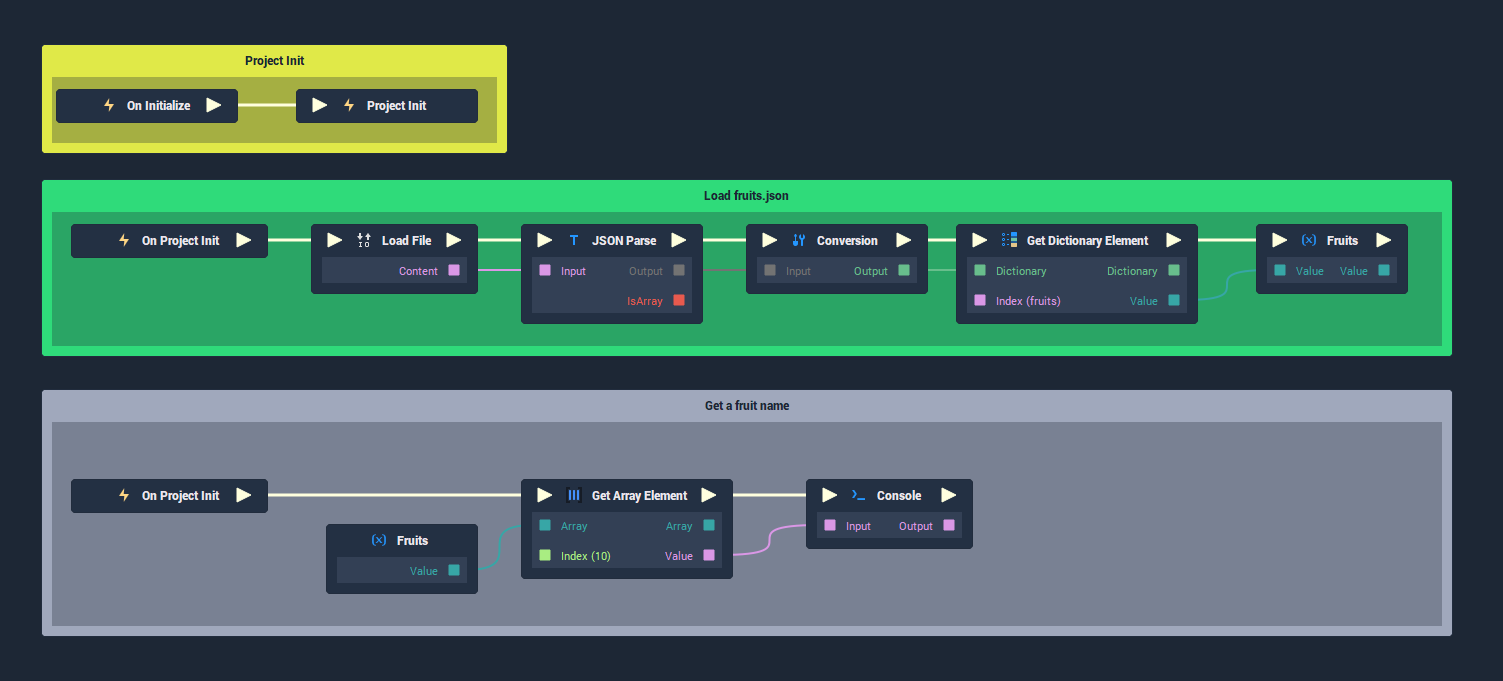 Project Init
On Initialize
Project Init
Load fruits.json
On Project Init
Load File
Content
JSON Parse
Input Output
IsArray
Conversion
Input Output
Get Dictionary Element
Dictionary Dictionary
Index (fruits) Value
Fruits
Value Value
Get a fruit name
On Project Init
Fruits
Value
Get Array Element
Array Array
Index (10) Value
Console
Input Output